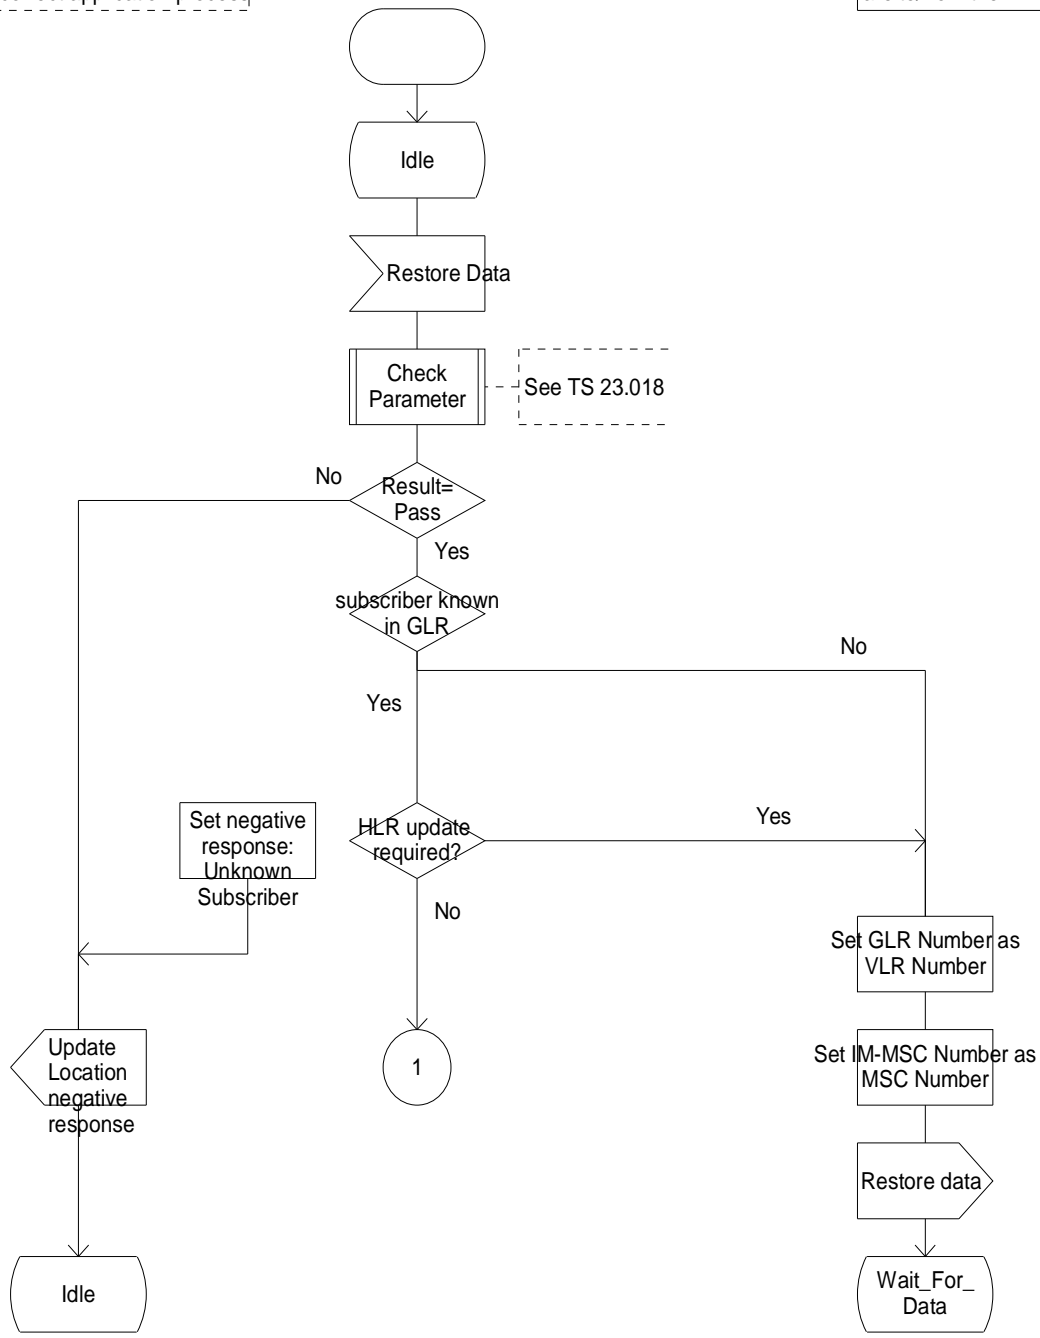 Idle
Restore Data
Check
Parameter
See TS 23.018
No
Result=
Pass
Yes
subscriber known
in GLR
No
Yes
Set negative
response:
Unknown
Subscriber
HLR update
required?
Yes
No
Set GLR Number as
VLR Number
Update
Location
negative
response
1
Set IM-MSC Number as
MSC Number
Restore data
Idle
Wait_For_
Data